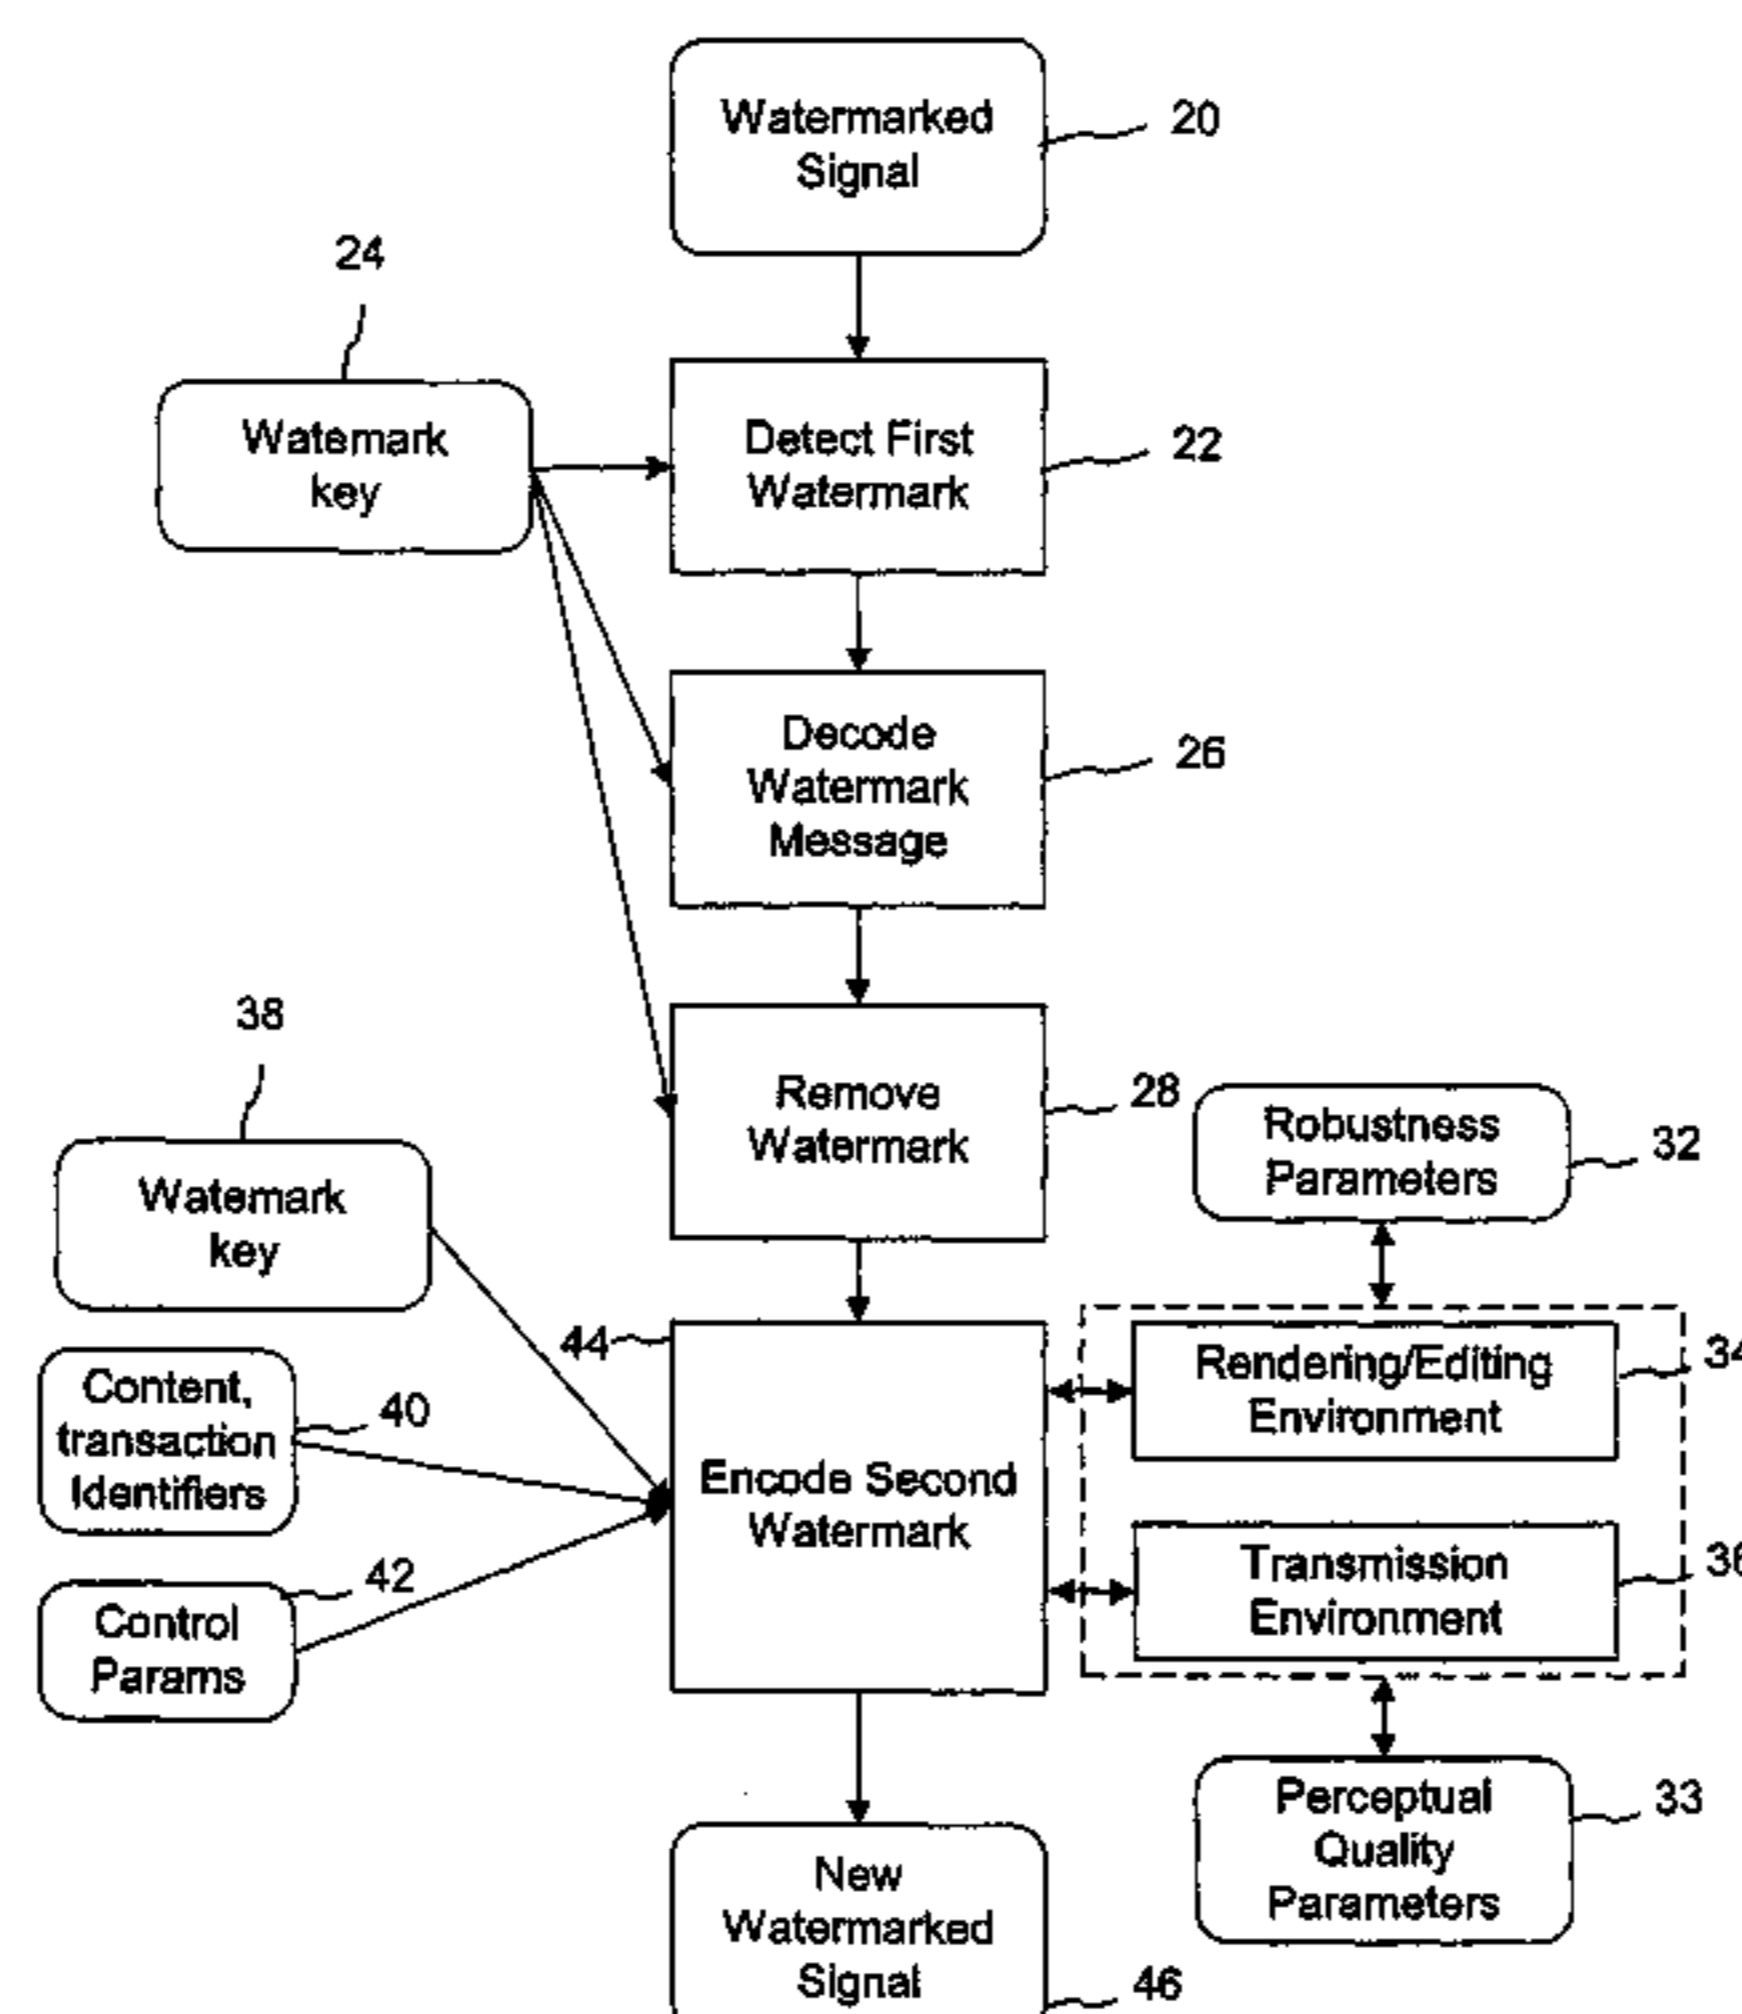 Watermarked
Signal
20
24
Watemark
key
Detect First
Watermark
22
Decode
Watermark
Message
26
38
Remove
Watermark
28
Robustness
Parameters
32
Watemark
key
44
Rendering/Editing
Environment
34
Content,
transaction
Identifiers
40
Encode Second
Watermark
Transmission
Environment
36
42
Control
Params
Perceptual
Quality
Parameters
33
New
Watermarked
Signal
46